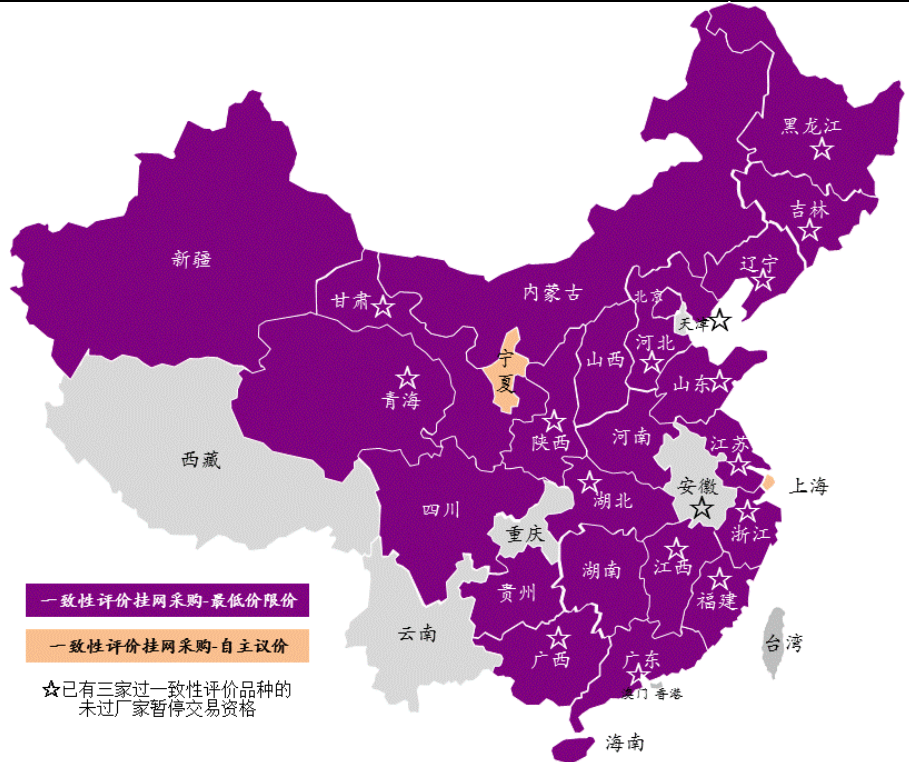 黑龙江
吉林
辽宁
新疆
内蒙古
北京
甘肃
天津
河北
宁夏
山西
山东
青海
陕西
河南
江苏
西藏
安徽
上海
四川
湖北
重庆
浙江
湖南
江西
贵州
福建
云南
台湾
广西
广东
澳门 香港
海南
一致性评价挂网采购-最低价限价
一致性评价挂网采购-自主议价
☆已有三家过一致性评价品种的
未过厂家暂停交易资格